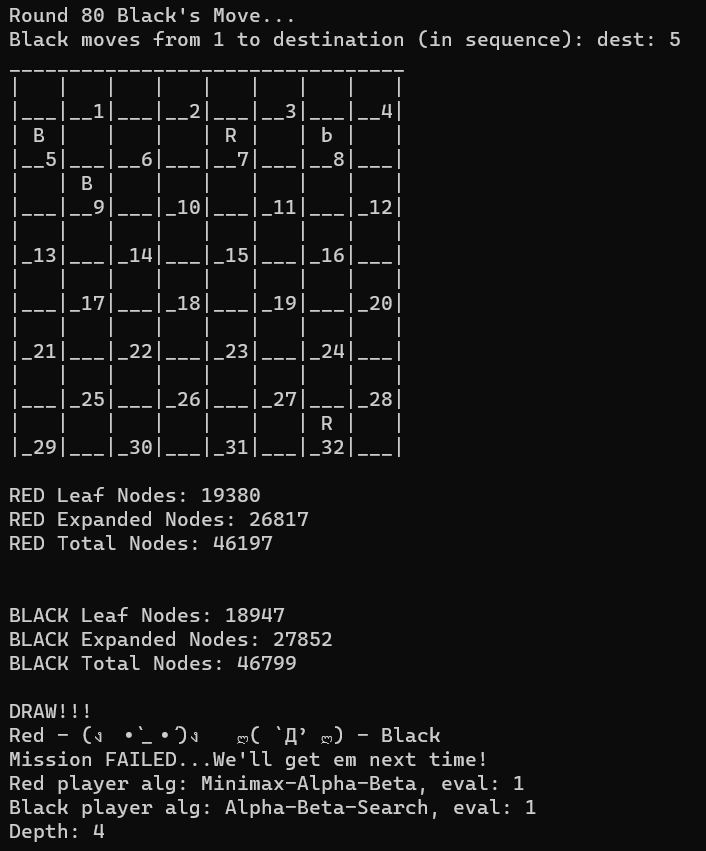 Round 80 Black's Move...
Black moves from 1 to destination (in sequence): dest: 5
_________________________________
|   |   |   |   |   |   |   |   |
|___|__1|___|__2|___|__3|___|__4|
| B |   |   |   | R |   | b |   |
|__5|___|__6|___|__7|___|__8|___|
|   | B |   |   |   |   |   |   |
|___|__9|___|_10|___|_11|___|_12|
|   |   |   |   |   |   |   |   |
|_13|___|_14|___|_15|___|_16|___|
|   |   |   |   |   |   |   |   |
|___|_17|___|_18|___|_19|___|_20|
|   |   |   |   |   |   |   |   |
|_21|___|_22|___|_23|___|_24|___|
|   |   |   |   |   |   |   |   |
|___|_25|___|_26|___|_27|___|_28|
|   |   |   |   |   |   | R |   |
|_29|___|_30|___|_31|___|_32|___|
RED Leaf Nodes: 19380
RED Expanded Nodes: 26817
RED Total Nodes: 46197
BLACK Leaf Nodes: 18947
BLACK Expanded Nodes: 27852
BLACK Total Nodes: 46799
DRAW!!!
Red - (ง •̀_•́)ง   ლ( `Д’ ლ) - Black
Mission FAILED...We'll get em next time!
Red player alg: Minimax-Alpha-Beta, eval: 1
Black player alg: Alpha-Beta-Search, eval: 1
Depth: 4